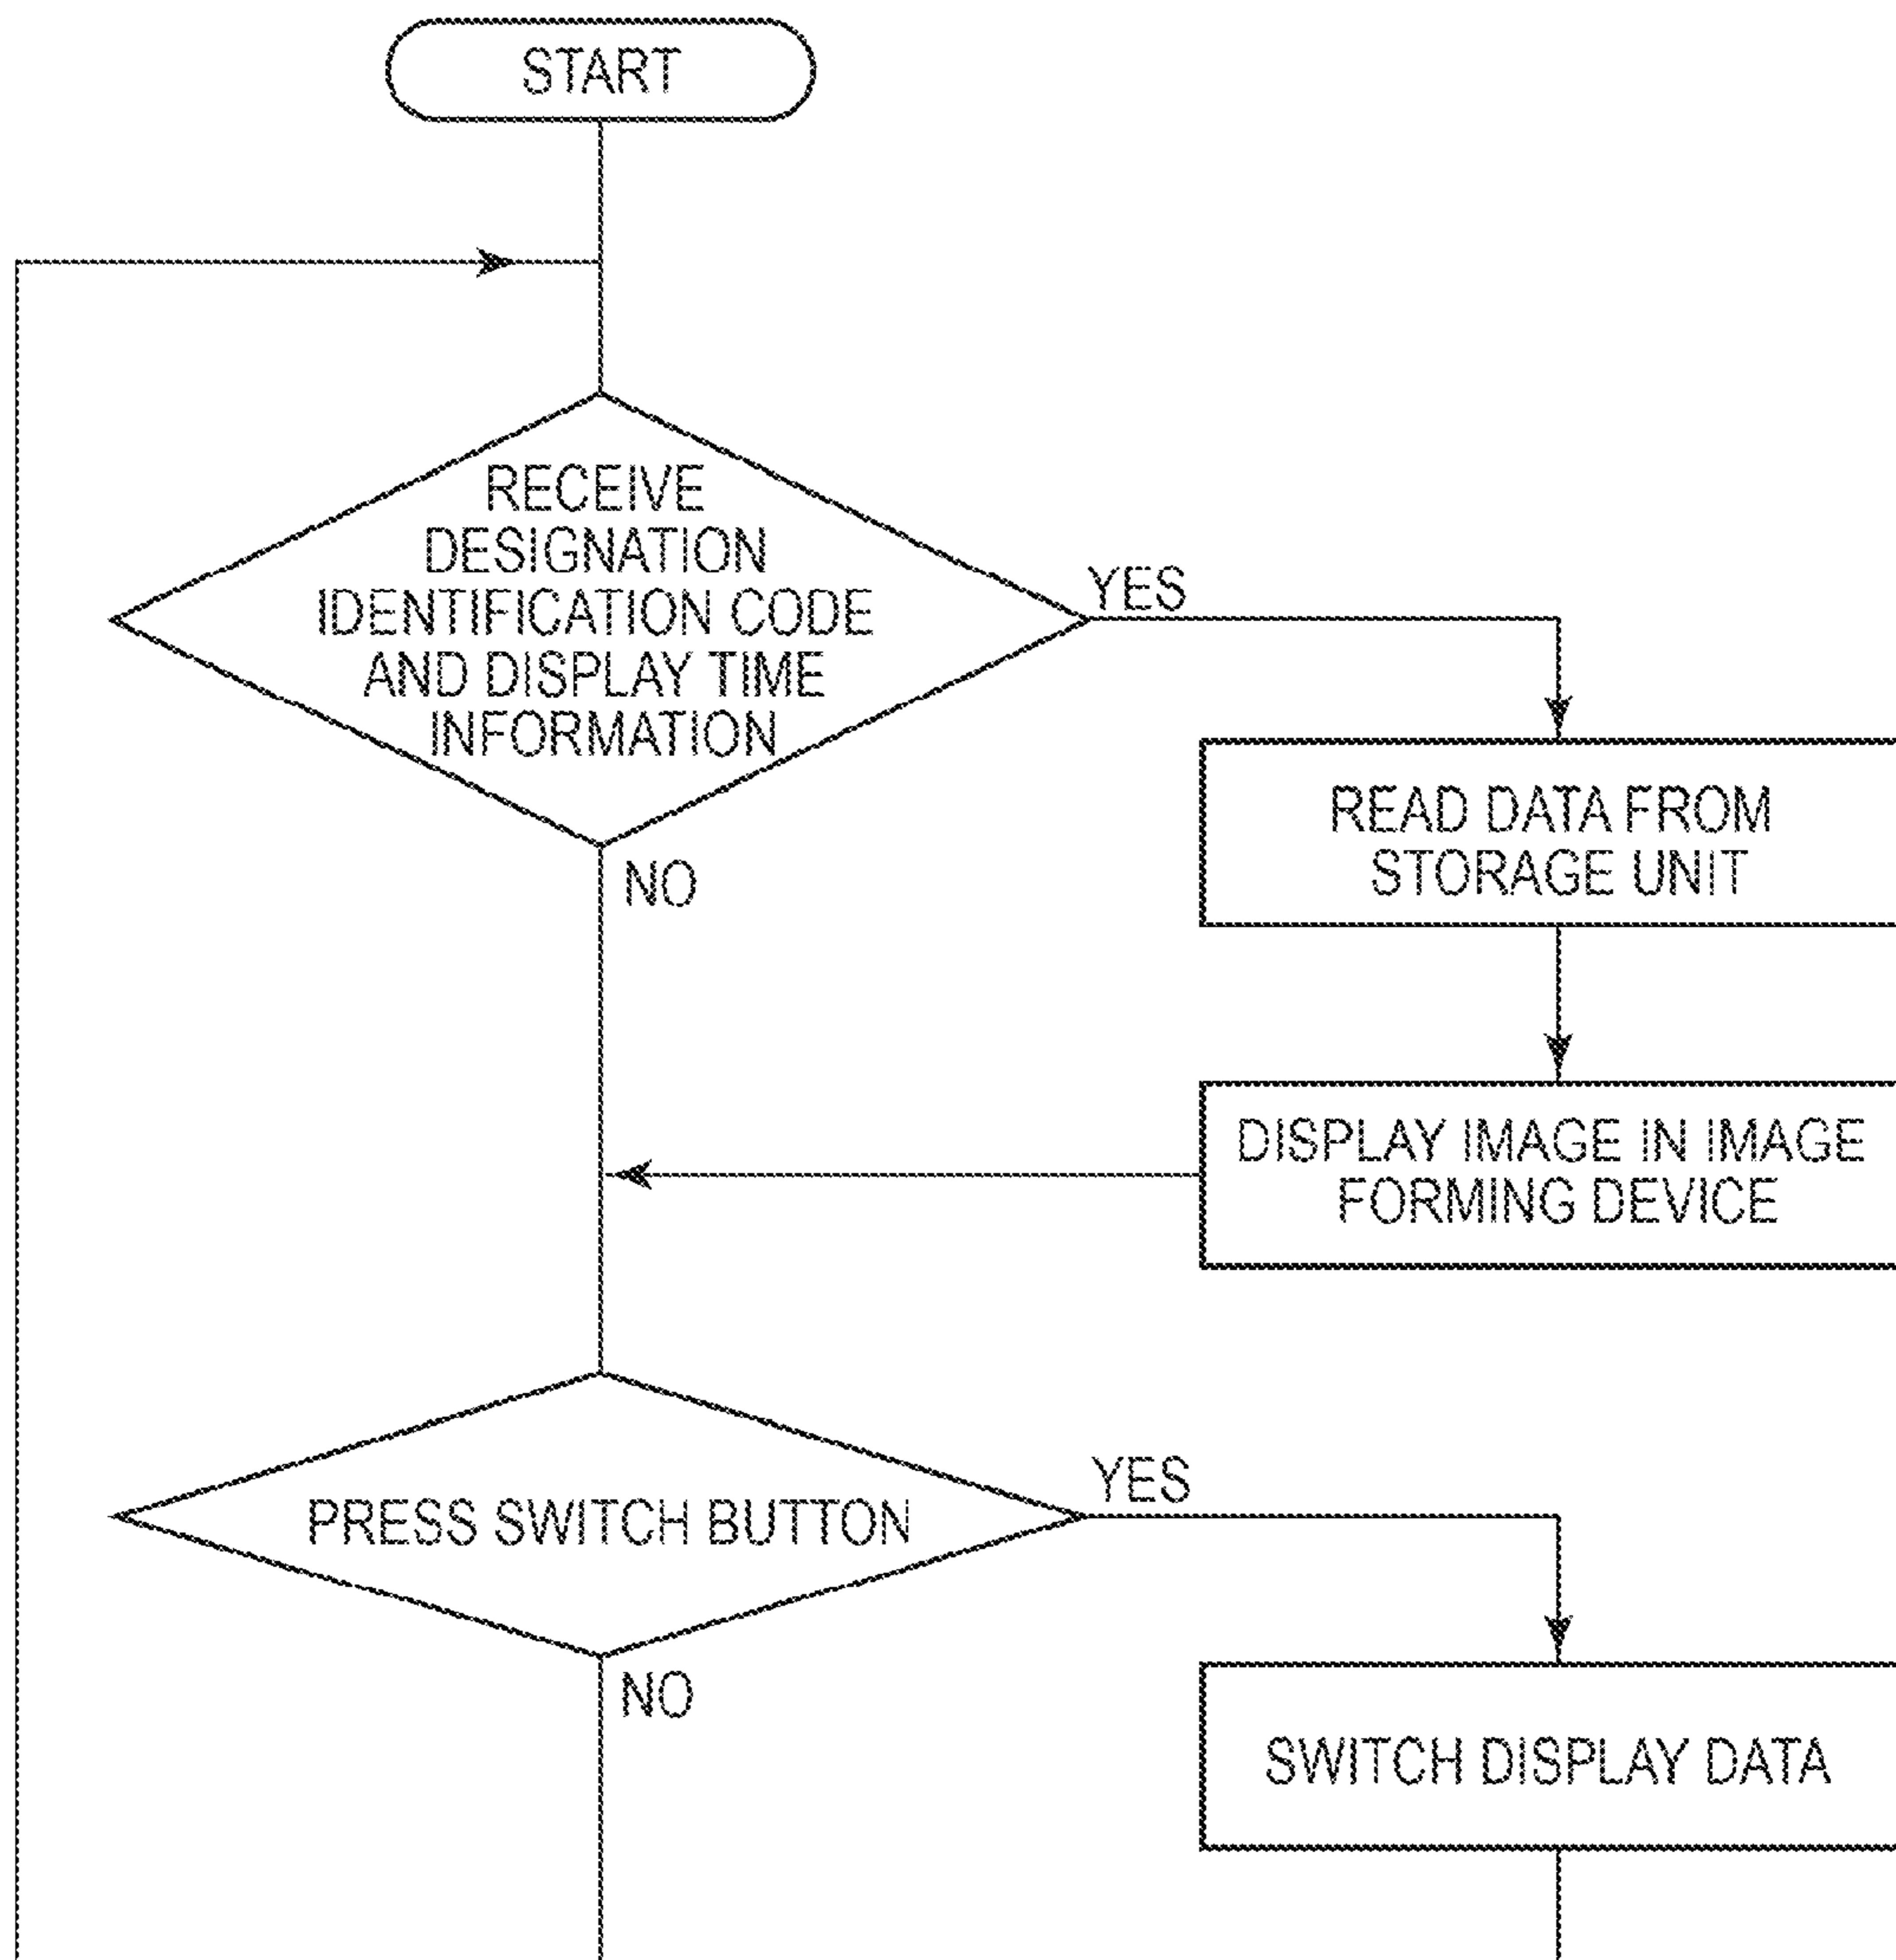 START
RECEIVE
DESIGNATION
IDENTIFICATION CODE
AND DISPLAY TIME
INFORMATION
YES
NO
READ DATA FROM
STORAGE UNIT
DISPLAY IMAGE IN IMAGE
FORMING DEVICE
PRESS SWITCH BUTTON
YES
NO
SWITCH DISPLAY DATA